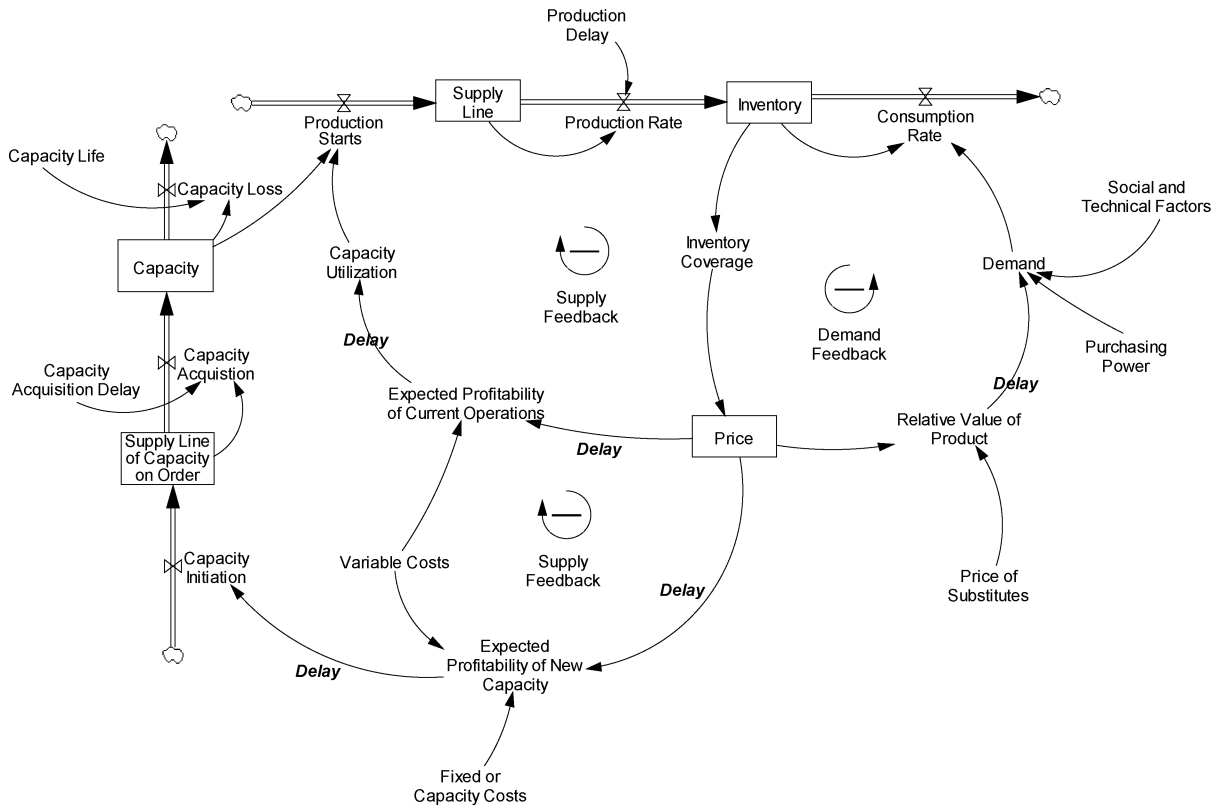 Production
Delay
Supply
Line
Inventory
Production
Starts
Production Rate
Consumption
Rate
Capacity Life
Capacity Loss
Social and
Technical Factors
Capacity
Capacity
Utilization
Inventory
Coverage
Demand
Supply
Feedback
Demand
Feedback
Delay
Purchasing
Power
Capacity
Acquistion
Capacity
Acquisition Delay
Delay
Expected Profitability
of Current Operations
Relative Value of
Product
Price
Delay
Supply Line
of Capacity
on Order
Supply
Feedback
Capacity
Initiation
Variable Costs
Delay
Price of
Substitutes
Expected
Profitability of New
Capacity
Delay
Fixed or
Capacity Costs